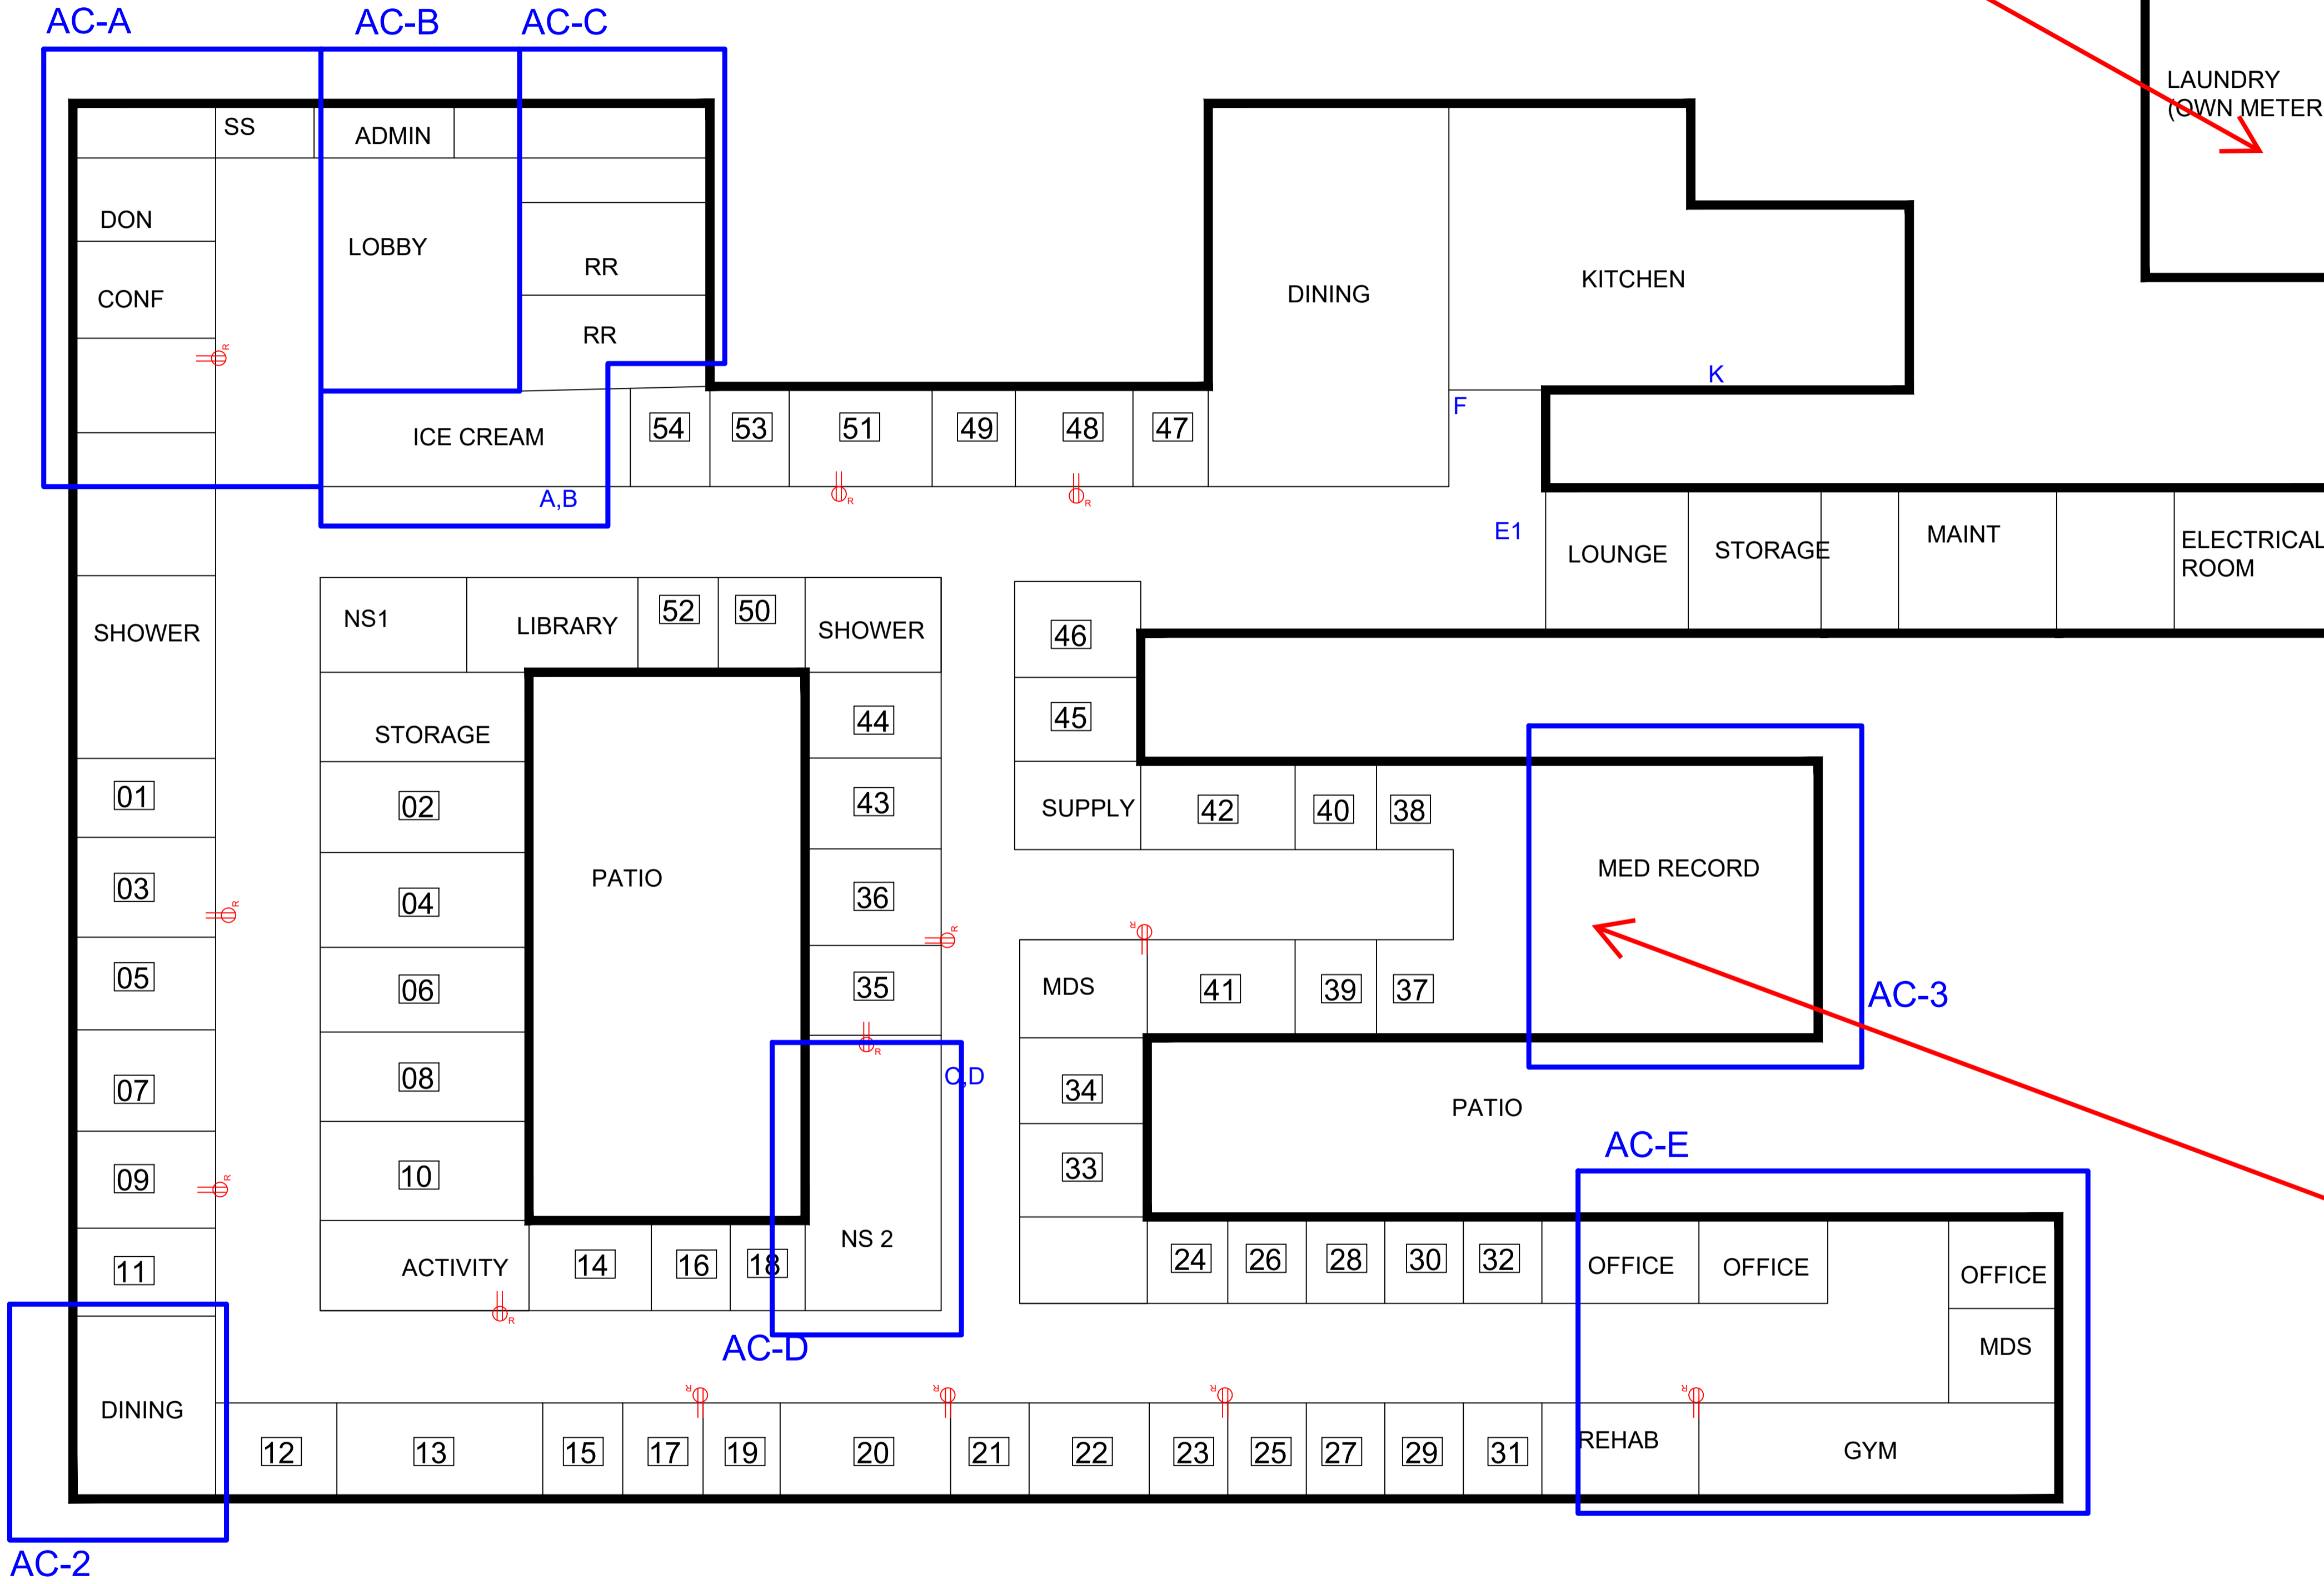 AC-A
AC-B
AC-C
LAUNDRY
(OWN METER
SS
ADMIN
DON
LOBBY
CONF
RR
RR
R
DINING
KITCHEN
K
F
ICE CREAM
54
53
51
49
48
47
A,B
R
R
E1
LOUNGE
STORAGE
MAINT
ELECTRICAL
ROOM
NS1
LIBRARY
52
50
SHOWER
SHOWER
46
STORAGE
44
45
01
02
43
SUPPLY
42
40
38
03
04
PATIO
36
MED RECORD
R
R
R
05
06
35
MDS
41
39
37
AC-3
R
07
08
C,D
34
PATIO
09
10
33
AC-E
R
11
ACTIVITY
14
16
18
NS 2
24
26
28
30
32
OFFICE
OFFICE
OFFICE
R
AC-D
MDS
R
R
R
R
DINING
12
13
15
17
19
20
21
22
23
25
27
29
31
REHAB
GYM
AC-2